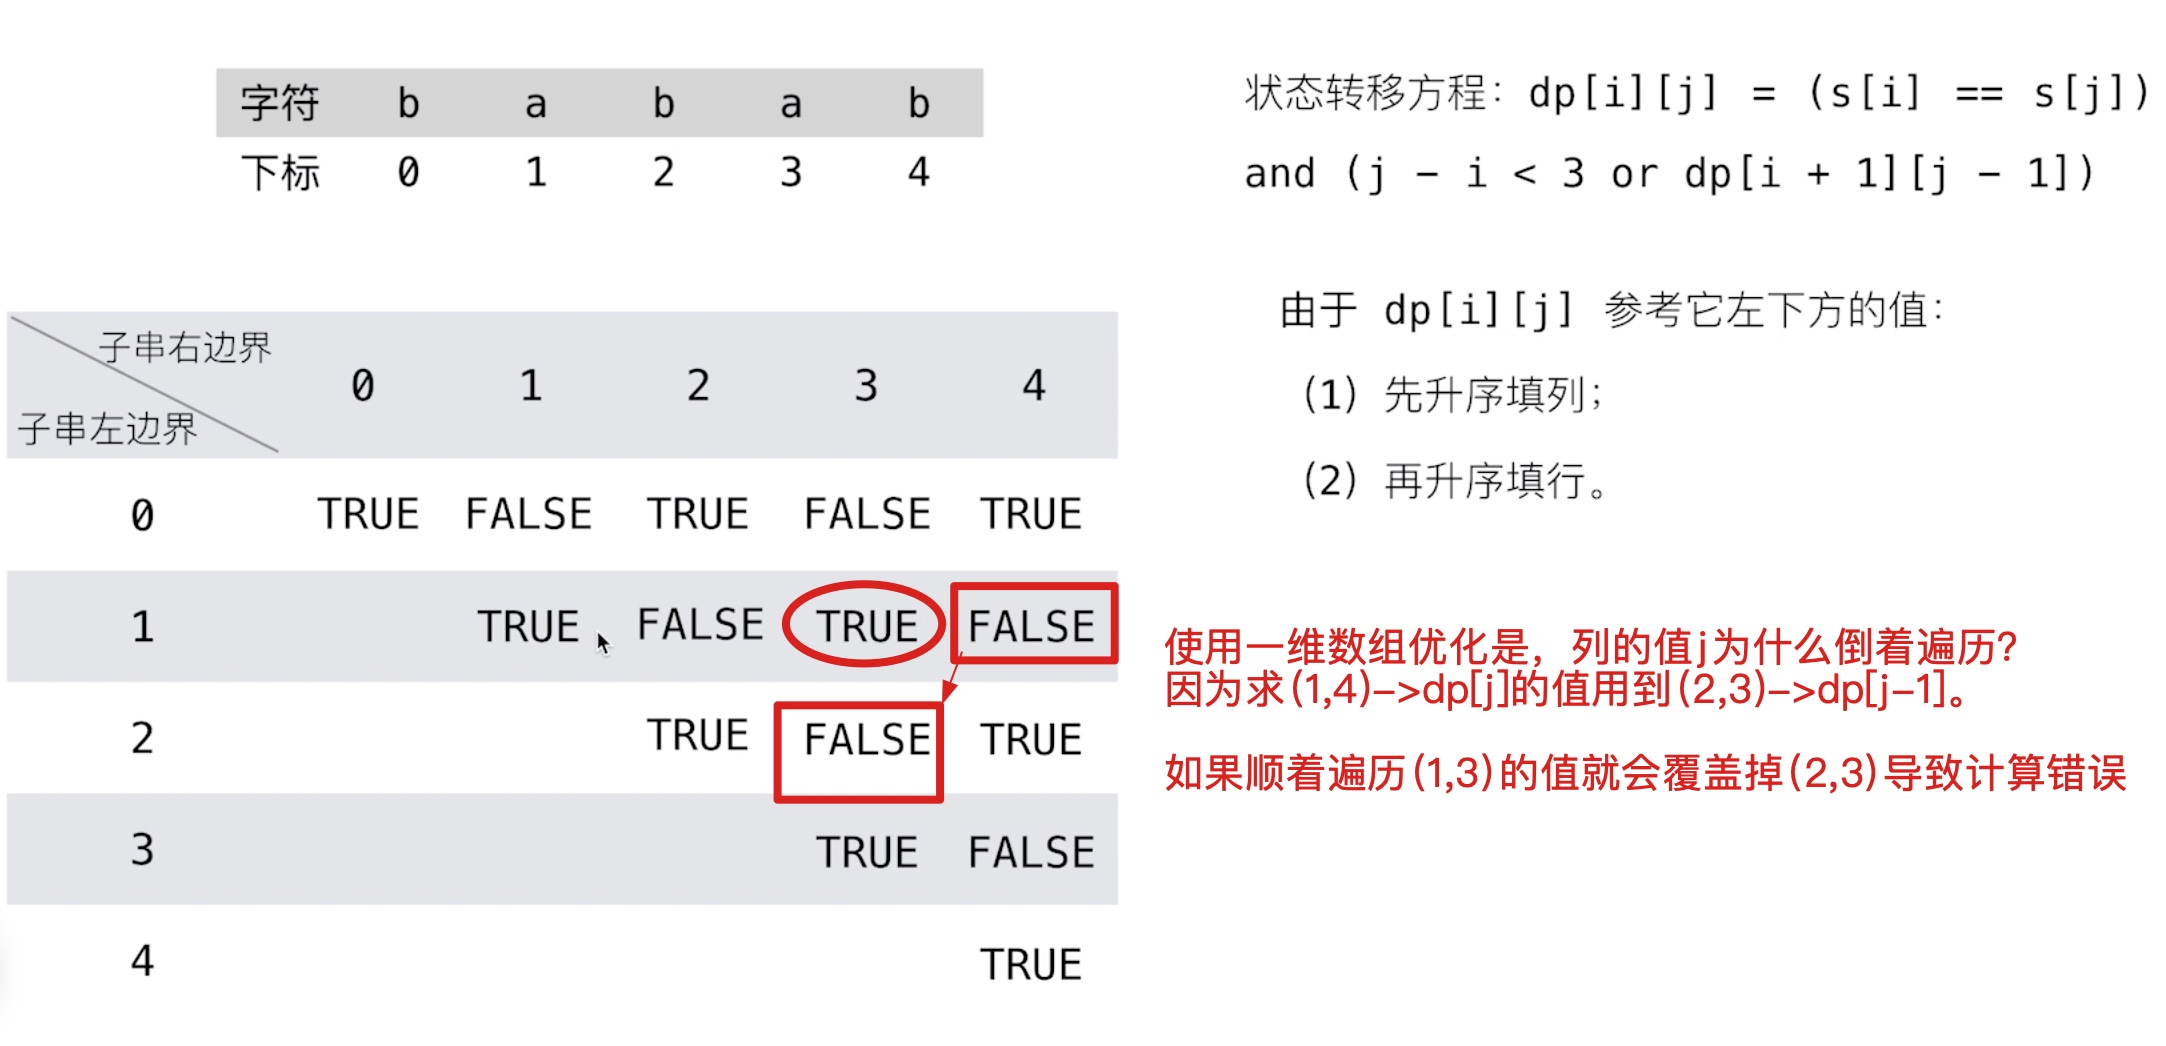 字符 b a b a b
下标 0 1 2 3 4
状态转移方程：dp[i][j] = (s[i] == s[j])
and (j - i < 3 or dp[i + 1][j - 1])
由于 dp[i][j] 参考它左下方的值：
(1) 先升序填列；
(2) 再升序填行。
子串右边界
子串左边界
0 1 2 3 4
0 TRUE FALSE TRUE FALSE TRUE
1 TRUE FALSE TRUE FALSE
2 TRUE FALSE TRUE
3 TRUE FALSE
4 TRUE
使用一维数组优化是，列的值j为什么倒着遍历？
因为求(1,4)->dp[j]的值用到(2,3)->dp[j-1]。
如果顺着遍历(1,3)的值就会覆盖掉(2,3)导致计算错误